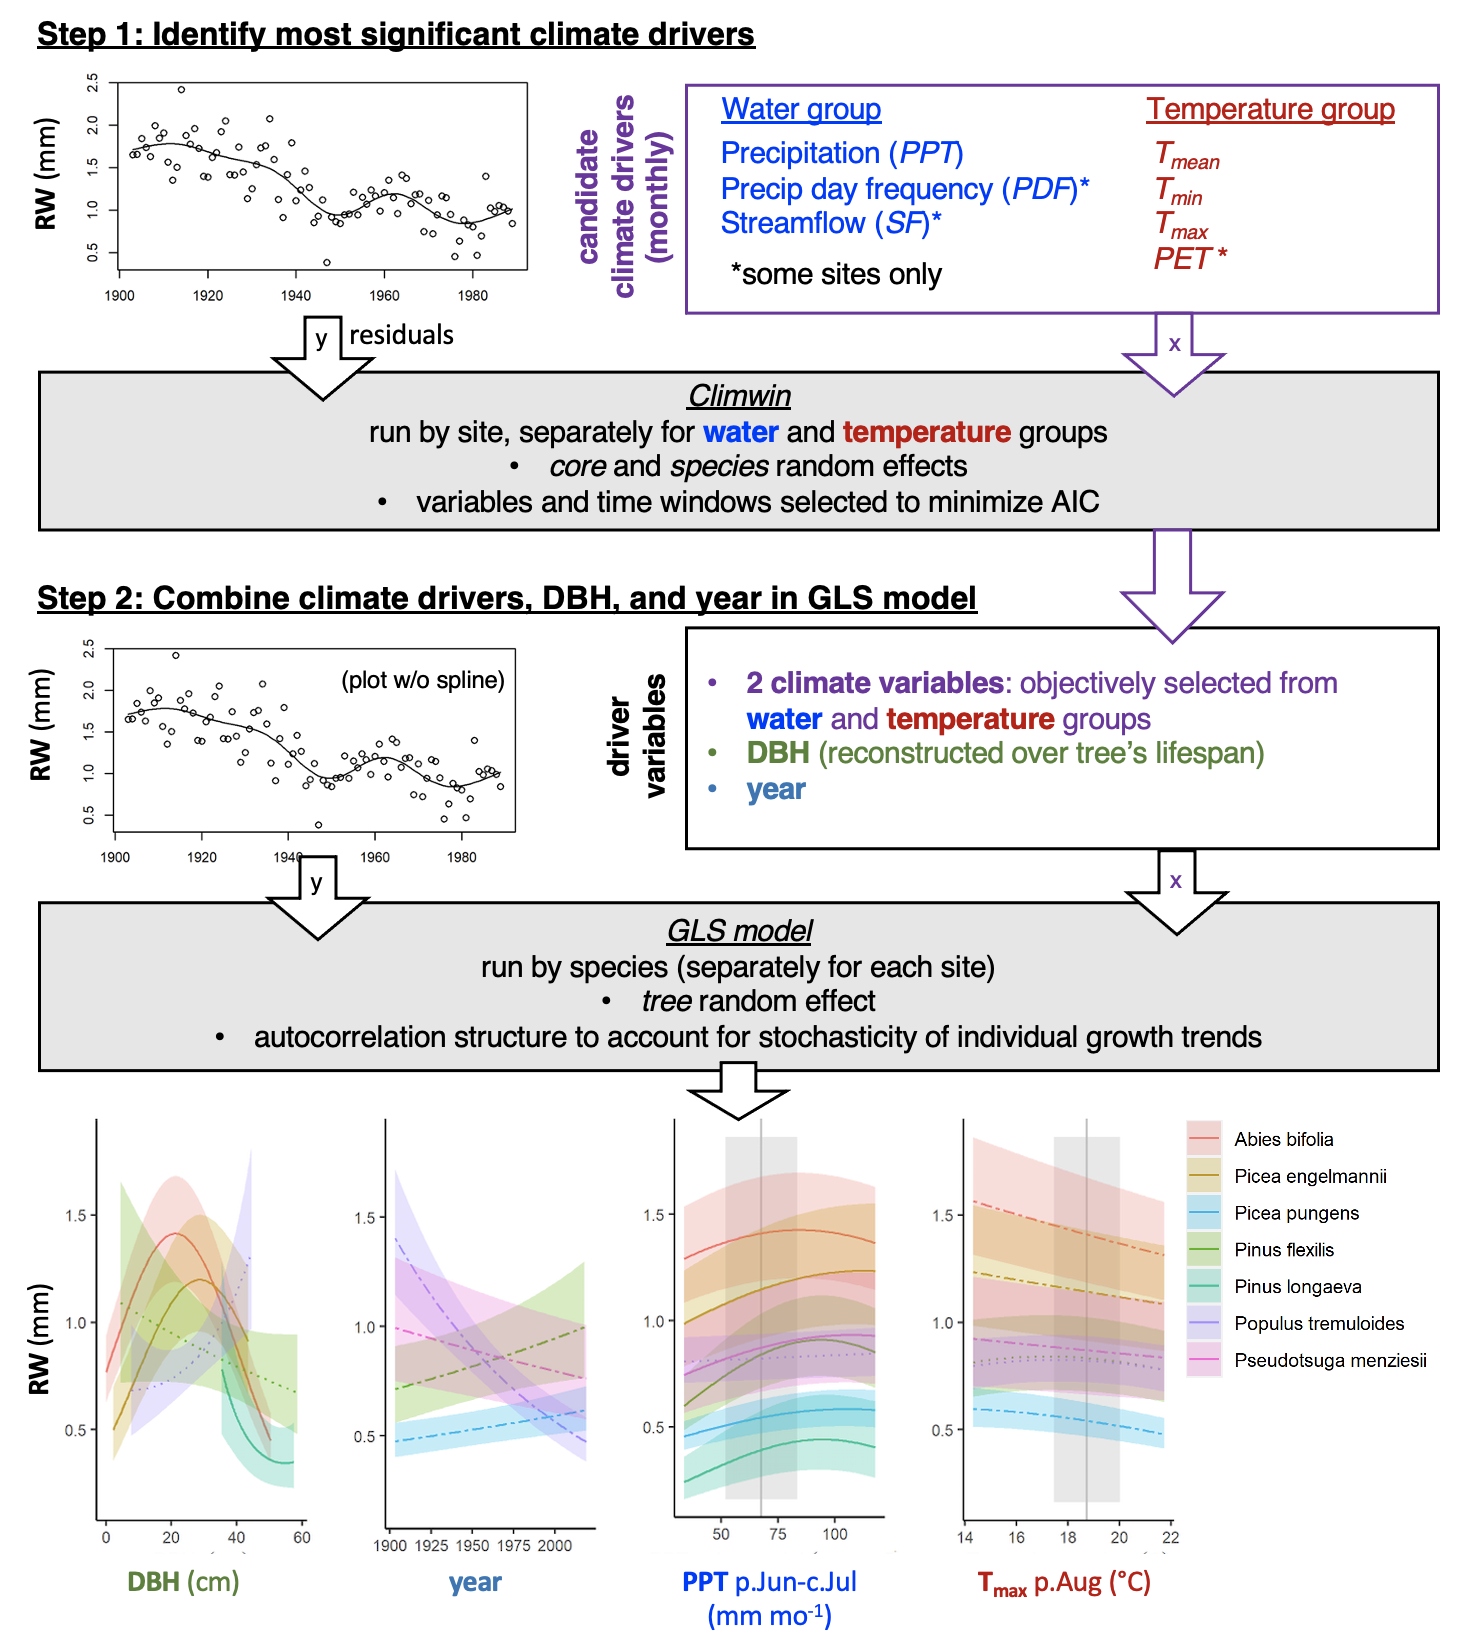 Step 1: Identify most significant climate drivers
RW (mm)
2.5
2.0
1.5
1.0
0.5
1900 1920 1940 1960 1980
candidate
climate drivers
(monthly)
Water group
Precipitation (PPT)
Precip day frequency (PDF)*
Streamflow (SF)*
*some sites only
Temperature group
Tmean
Tmin
Tmax
PET *
y residuals
x
Climwin
run by site, separately for water and temperature groups
• core and species random effects
• variables and time windows selected to minimize AIC
Step 2: Combine climate drivers, DBH, and year in GLS model
RW (mm)
2.5
2.0
1.5
1.0
0.5
(plot w/o spline)
1900 1920 1940 1960 1980
driver
variables
• 2 climate variables: objectively selected from
water and temperature groups
• DBH (reconstructed over tree's lifespan)
• year
y
x
GLS model
run by species (separately for each site)
• tree random effect
• autocorrelation structure to account for stochasticity of individual growth trends
RW (mm)
1.5
1.0
0.5
0 20 40 60
DBH (cm)
1.5
1.0
0.5
1900 1925 1950 1975 2000
year
1.5
1.0
0.5
50 75 100
PPT p.Jun-c.Jul
(mm mo-1)
1.5
1.0
0.5
14 16 18 20 22
Tmax p.Aug (°C)
Abies bifolia
Picea engelmannii
Picea pungens
Pinus flexilis
Pinus longaeva
Populus tremuloides
Pseudotsuga menziesii